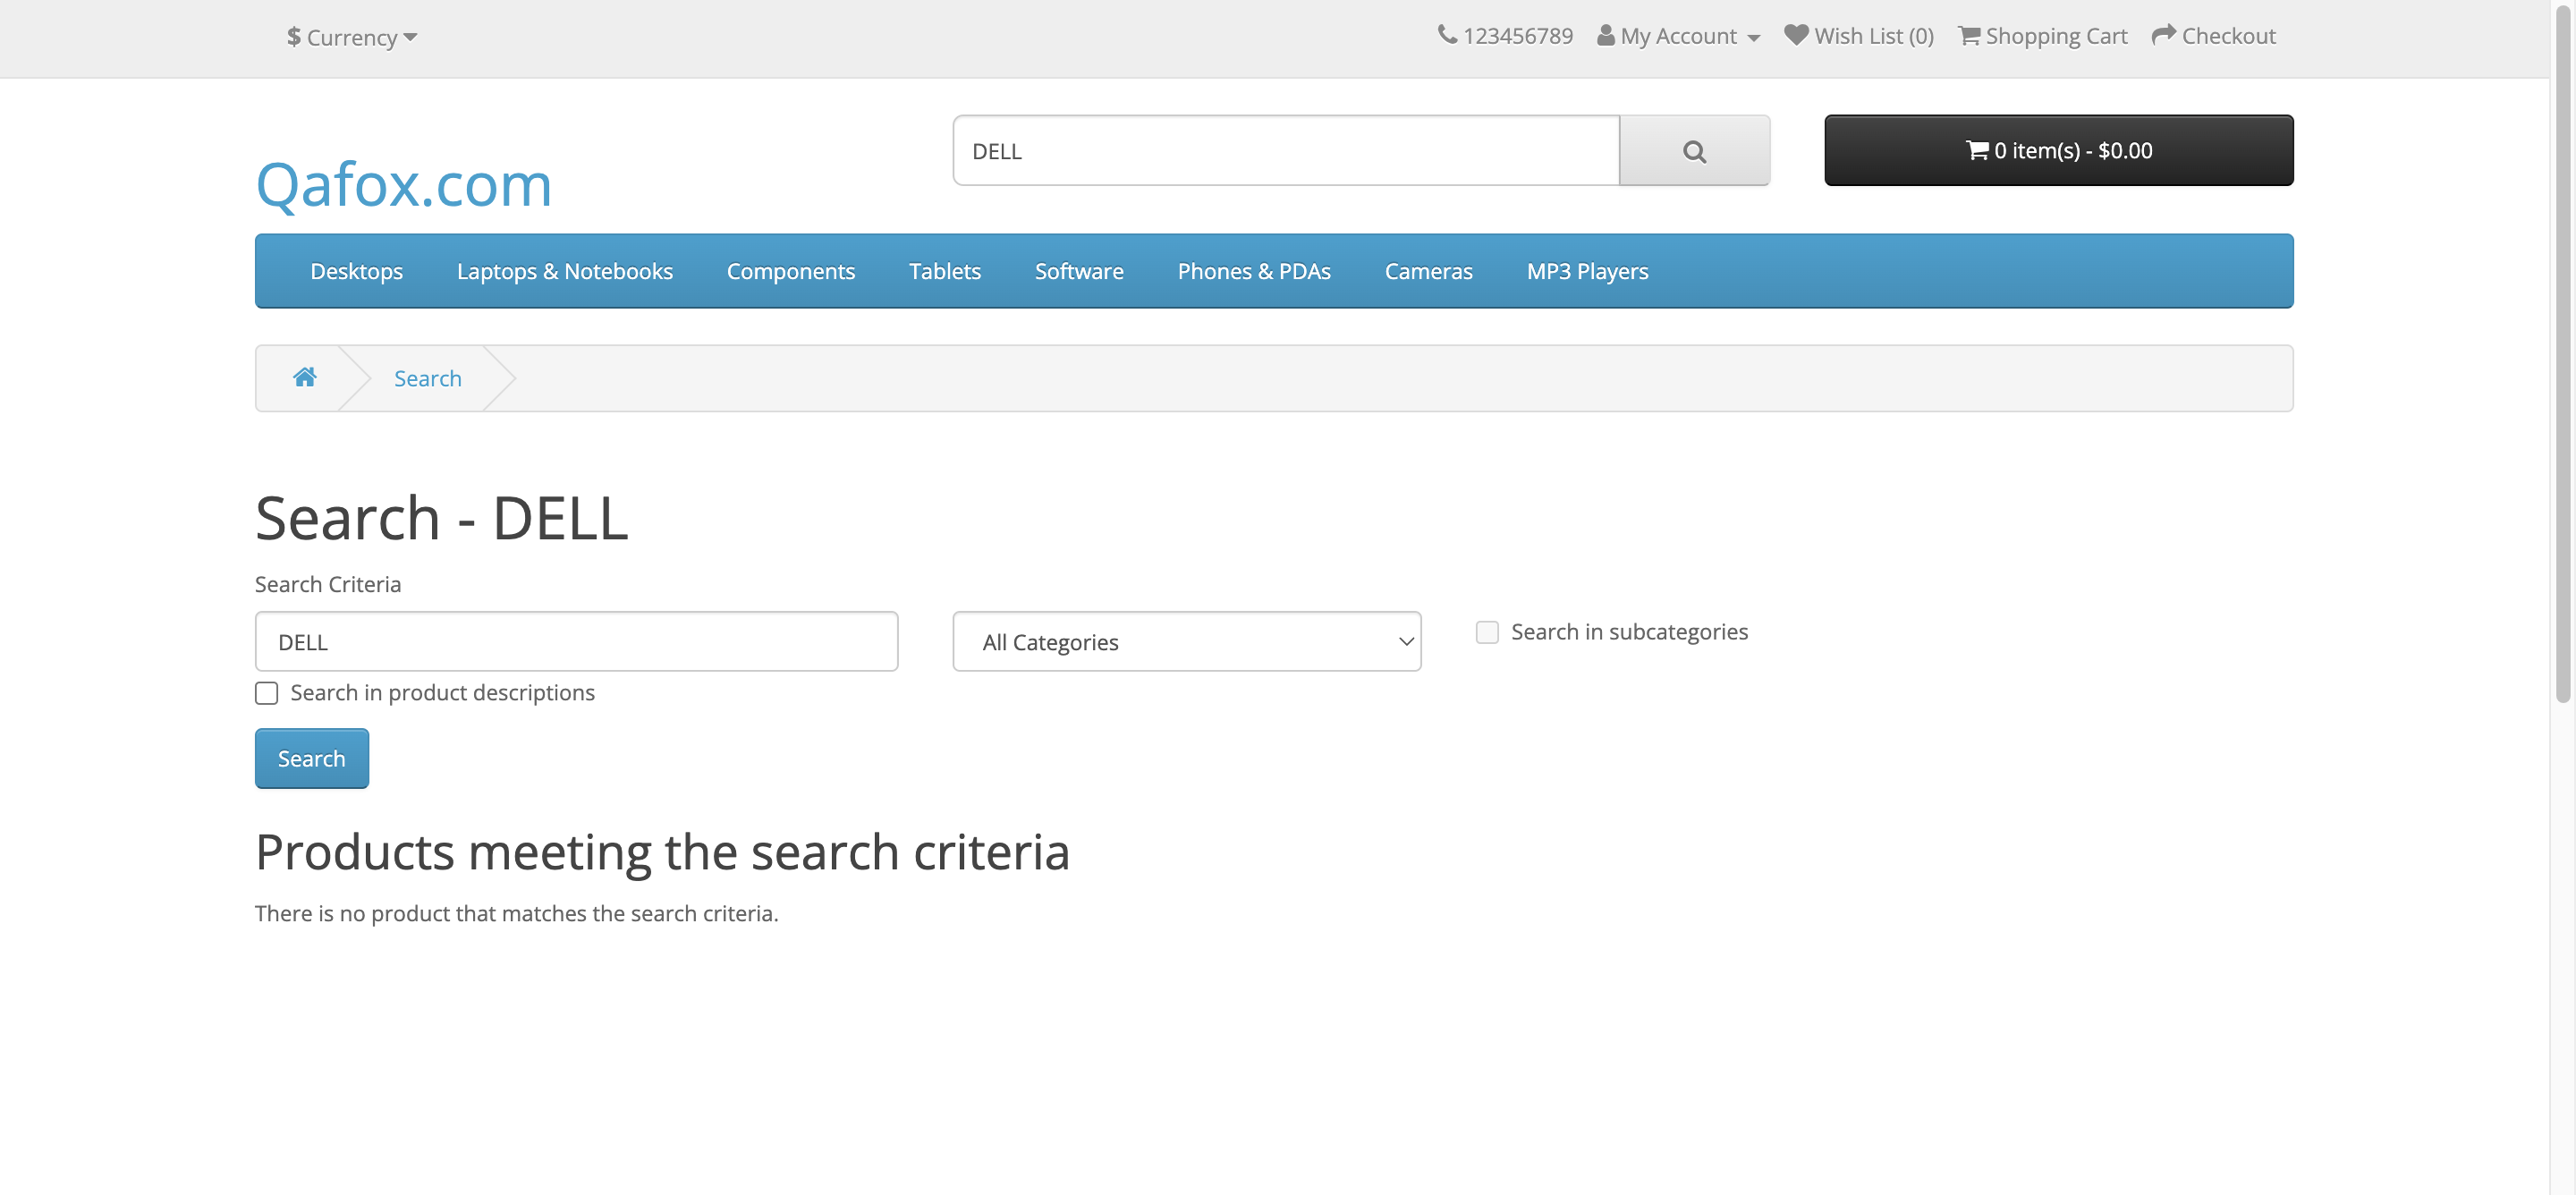 $ Currency
123456789 My Account Wish List (0) Shopping Cart Checkout
Qafox.com
DELL
0 item(s) - $0.00
Desktops Laptops & Notebooks Components Tablets Software Phones & PDAs Cameras MP3 Players
Search
Search - DELL
Search Criteria
DELL
All Categories
Search in subcategories
Search in product descriptions
Search
Products meeting the search criteria
There is no product that matches the search criteria.